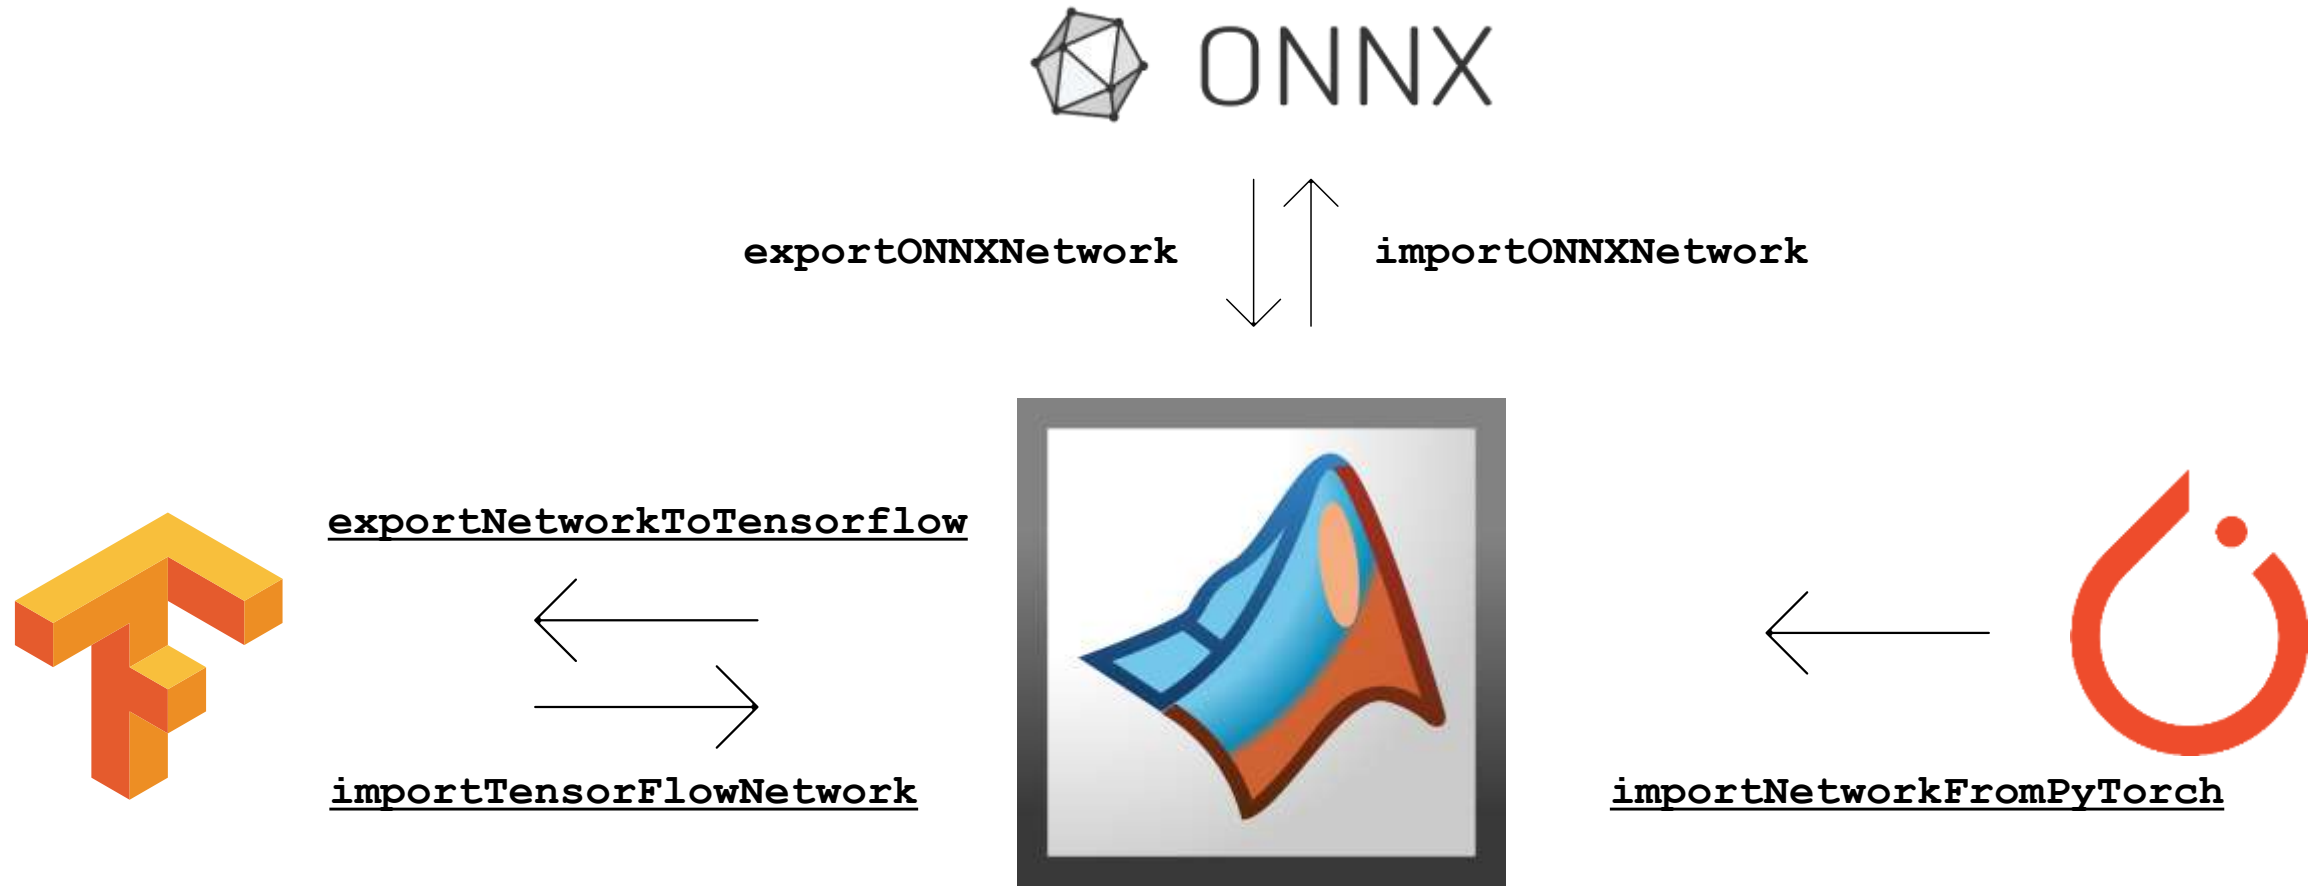 ONNX
exportONNXNetwork
importONNXNetwork
exportNetworkToTensorflow
importTensorFlowNetwork
importNetworkFromPyTorch